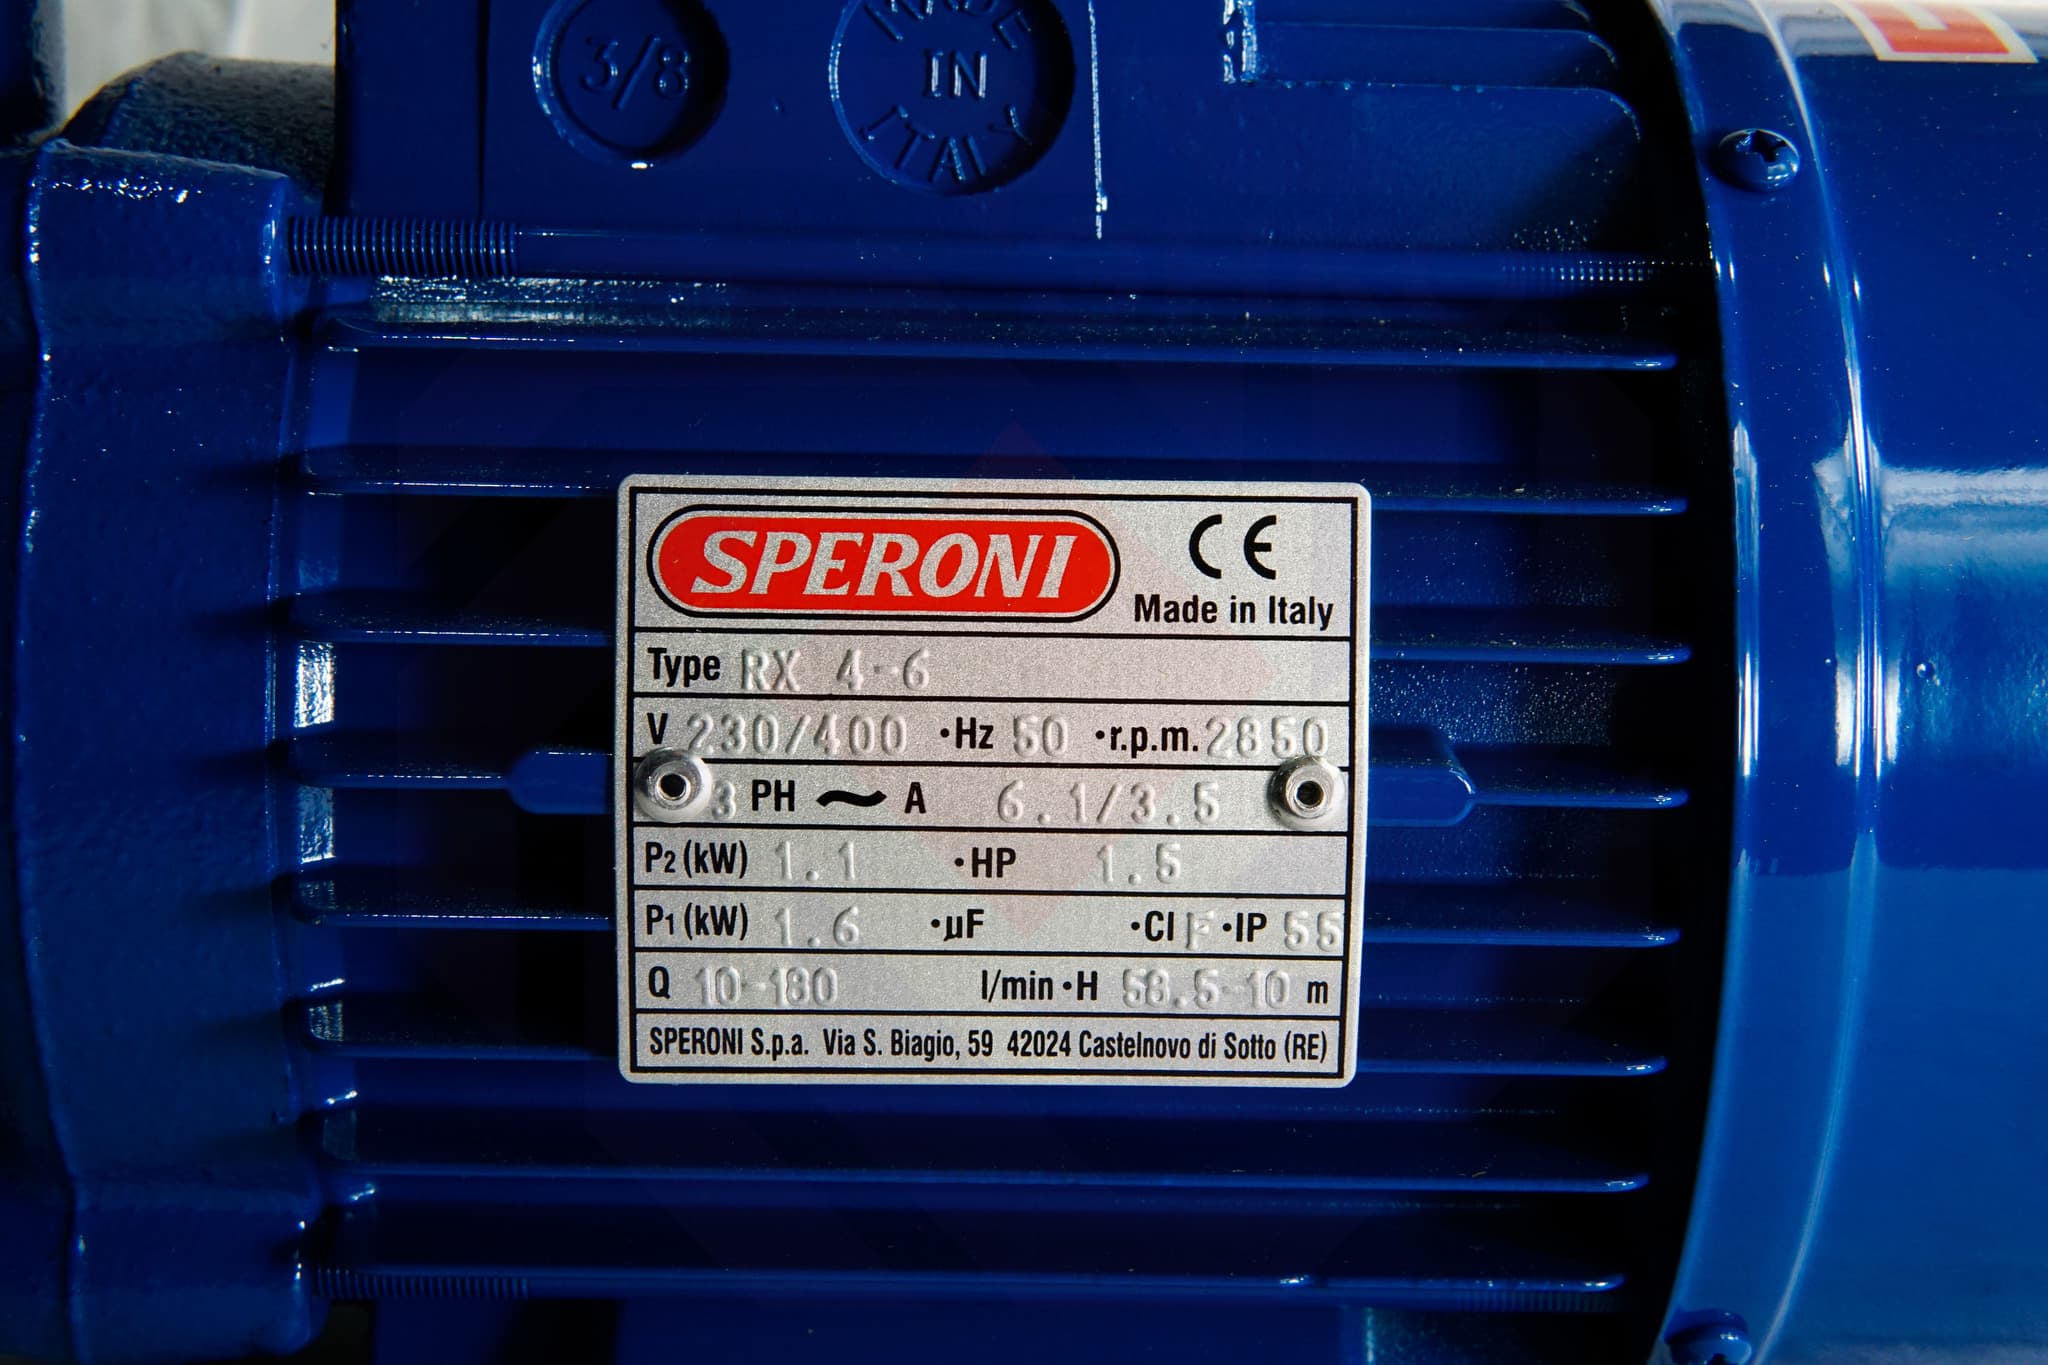 3/8
MADE
IN
ITALY
SPERONI
CE
Made in Italy
Type RX 4-6
V 230/400 •Hz 50 •r.p.m. 2850
3 PH ~ A 6.1/3.5
P2 (kW) 1.1 •HP 1.5
P1 (kW) 1.6 •µF •Cl F •IP 55
Q 10-180 l/min •H 58.5-10 m
SPERONI S.p.a. Via S. Biagio, 59 42024 Castelnovo di Sotto (RE)